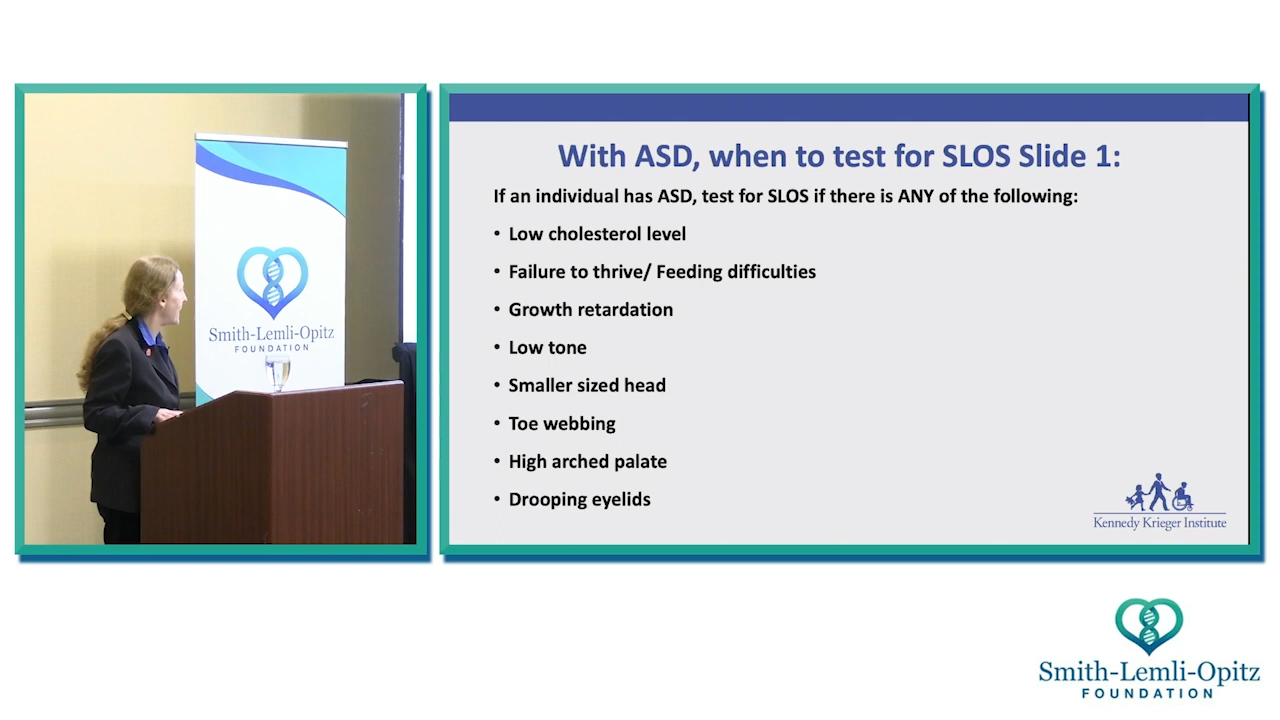 Smith-Lemli-Opitz
FOUNDATION
With ASD, when to test for SLOS Slide 1:
If an individual has ASD, test for SLOS if there is ANY of the following:
• Low cholesterol level
• Failure to thrive/ Feeding difficulties
• Growth retardation
• Low tone
• Smaller sized head
• Toe webbing
• High arched palate
• Drooping eyelids
Kennedy Krieger Institute
Smith-Lemli-Opitz
FOUNDATION